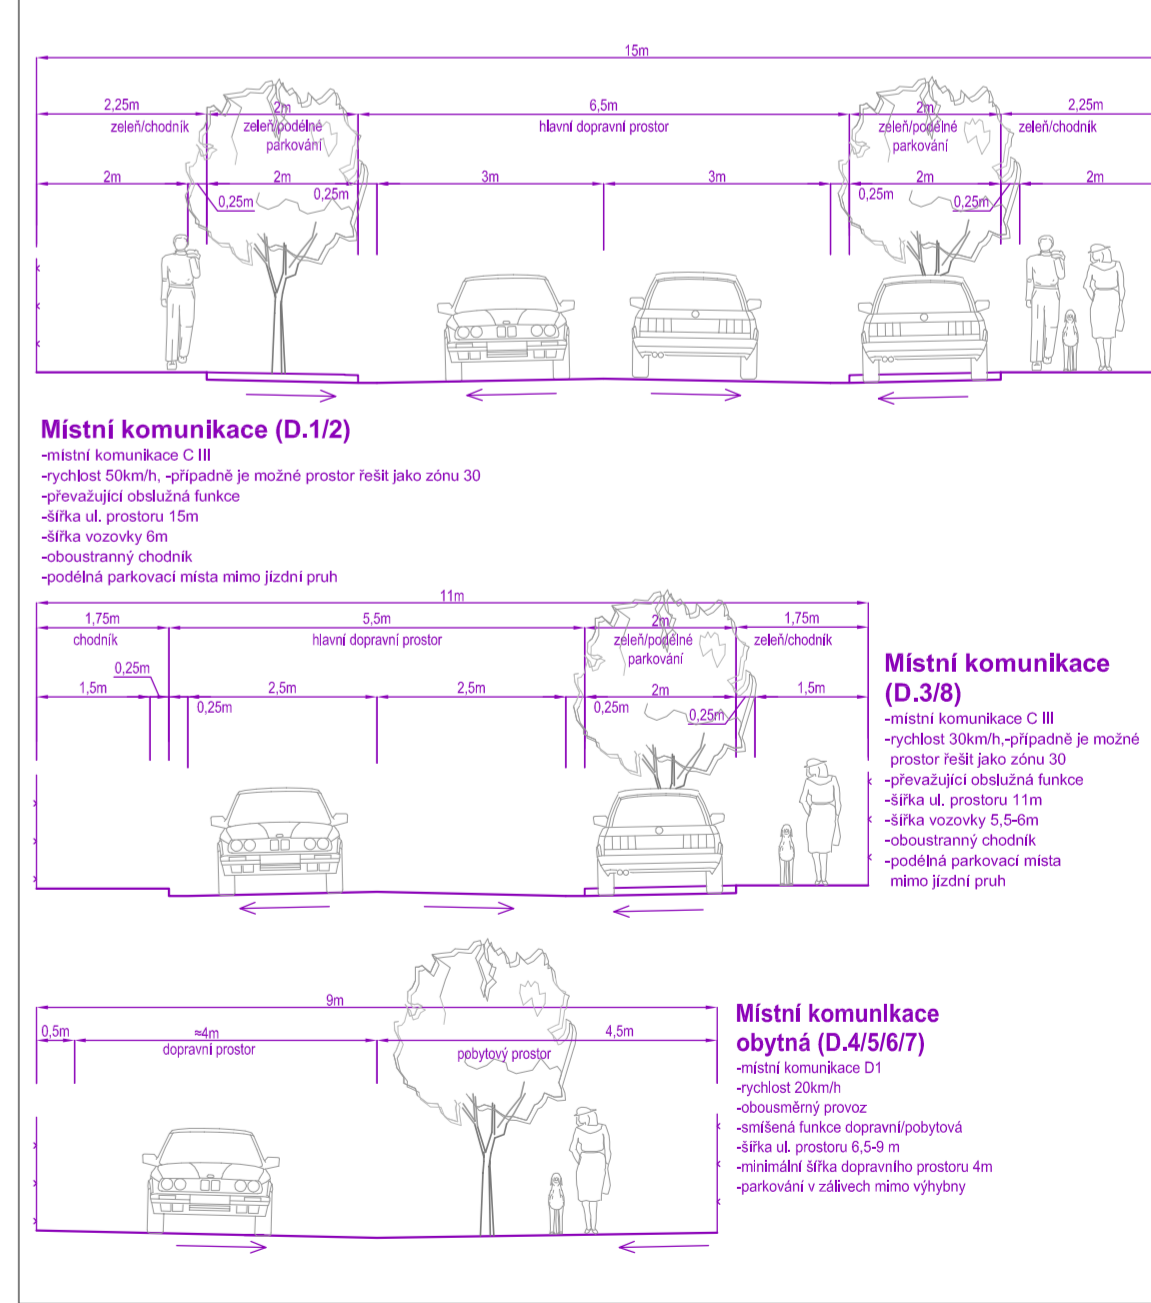 15m
2,25m 2m 6,5m 2m 2,25m
zeleň/chodník zeleň/podélné hlavní dopravní prostor zeleň/podélné zeleň/chodník
parkování parkování
2m 2m 3m 3m 2m 2m
0,25m 0,25m 0,25m 0,25m
Místní komunikace (D.1/2)
-místní komunikace C III
-rychlost 50km/h, -případně je možné prostor řešit jako zónu 30
-převažující obslužná funkce
-šířka ul. prostoru 15m
-šířka vozovky 6m
-oboustranný chodník
-podélná parkovací místa mimo jízdní pruh
11m
1,75m 5,5m 2m 1,75m
chodník hlavní dopravní prostor zeleň/podélné zeleň/chodník
parkování
0,25m
1,5m 2,5m 2,5m 2m 1,5m
0,25m 0,25m 0,25m
Místní komunikace
(D.3/8)
-místní komunikace C III
-rychlost 30km/h,-případně je možné
prostor řešit jako zónu 30
-převažující obslužná funkce
-šířka ul. prostoru 11m
-šířka vozovky 5,5-6m
-oboustranný chodník
-podélná parkovací místa
mimo jízdní pruh
9m
0,5m ≈4m 4,5m
dopravní prostor pobytový prostor
Místní komunikace
obytná (D.4/5/6/7)
-místní komunikace D1
-rychlost 20km/h
-obousměrný provoz
-smíšená funkce dopravní/pobytová
-šířka ul. prostoru 6,5-9 m
-minimální šířka dopravního prostoru 4m
-parkování v zálivech mimo výhybny